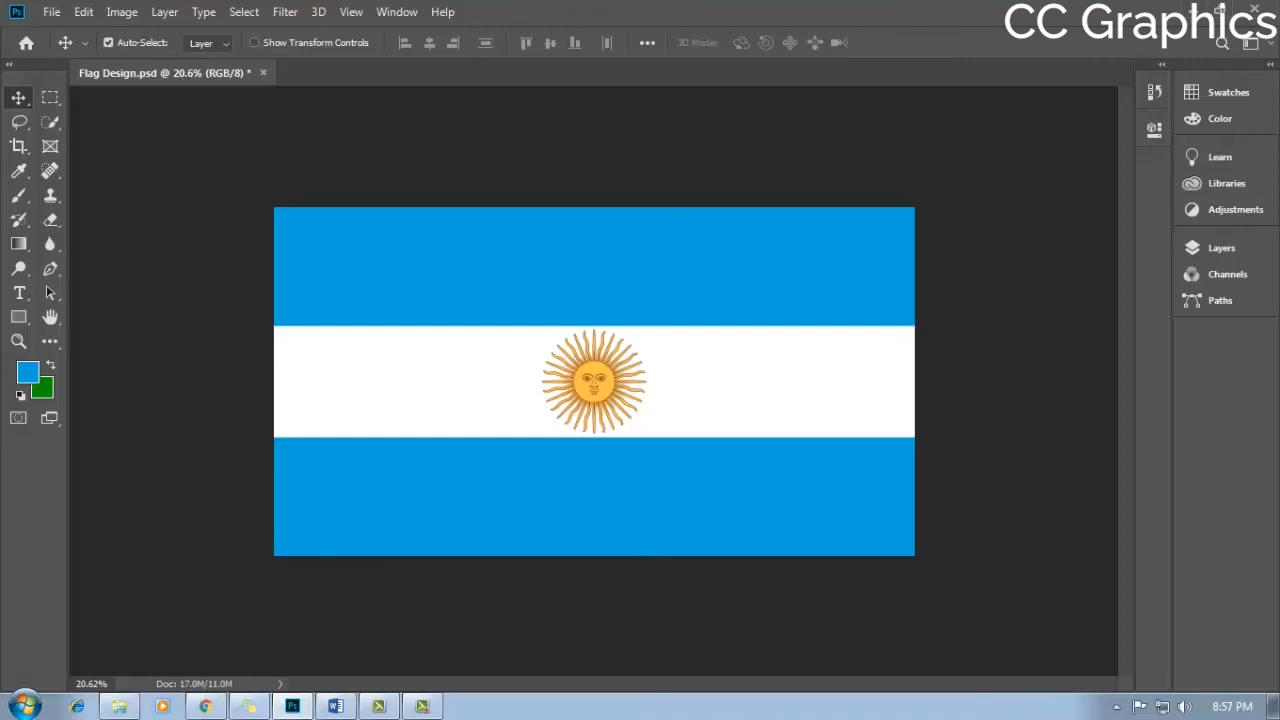 File Edit Image Layer Type Select Filter 3D View Window Help
CC Graphics
Auto-Select: Layer Show Transform Controls 3D Mode:
Flag Design.psd @ 20.6% (RGB/8) *
Swatches
Color
Learn
Libraries
Adjustments
Layers
Channels
Paths
20.62% Doc: 17.0M/11.0M
8:57 PM